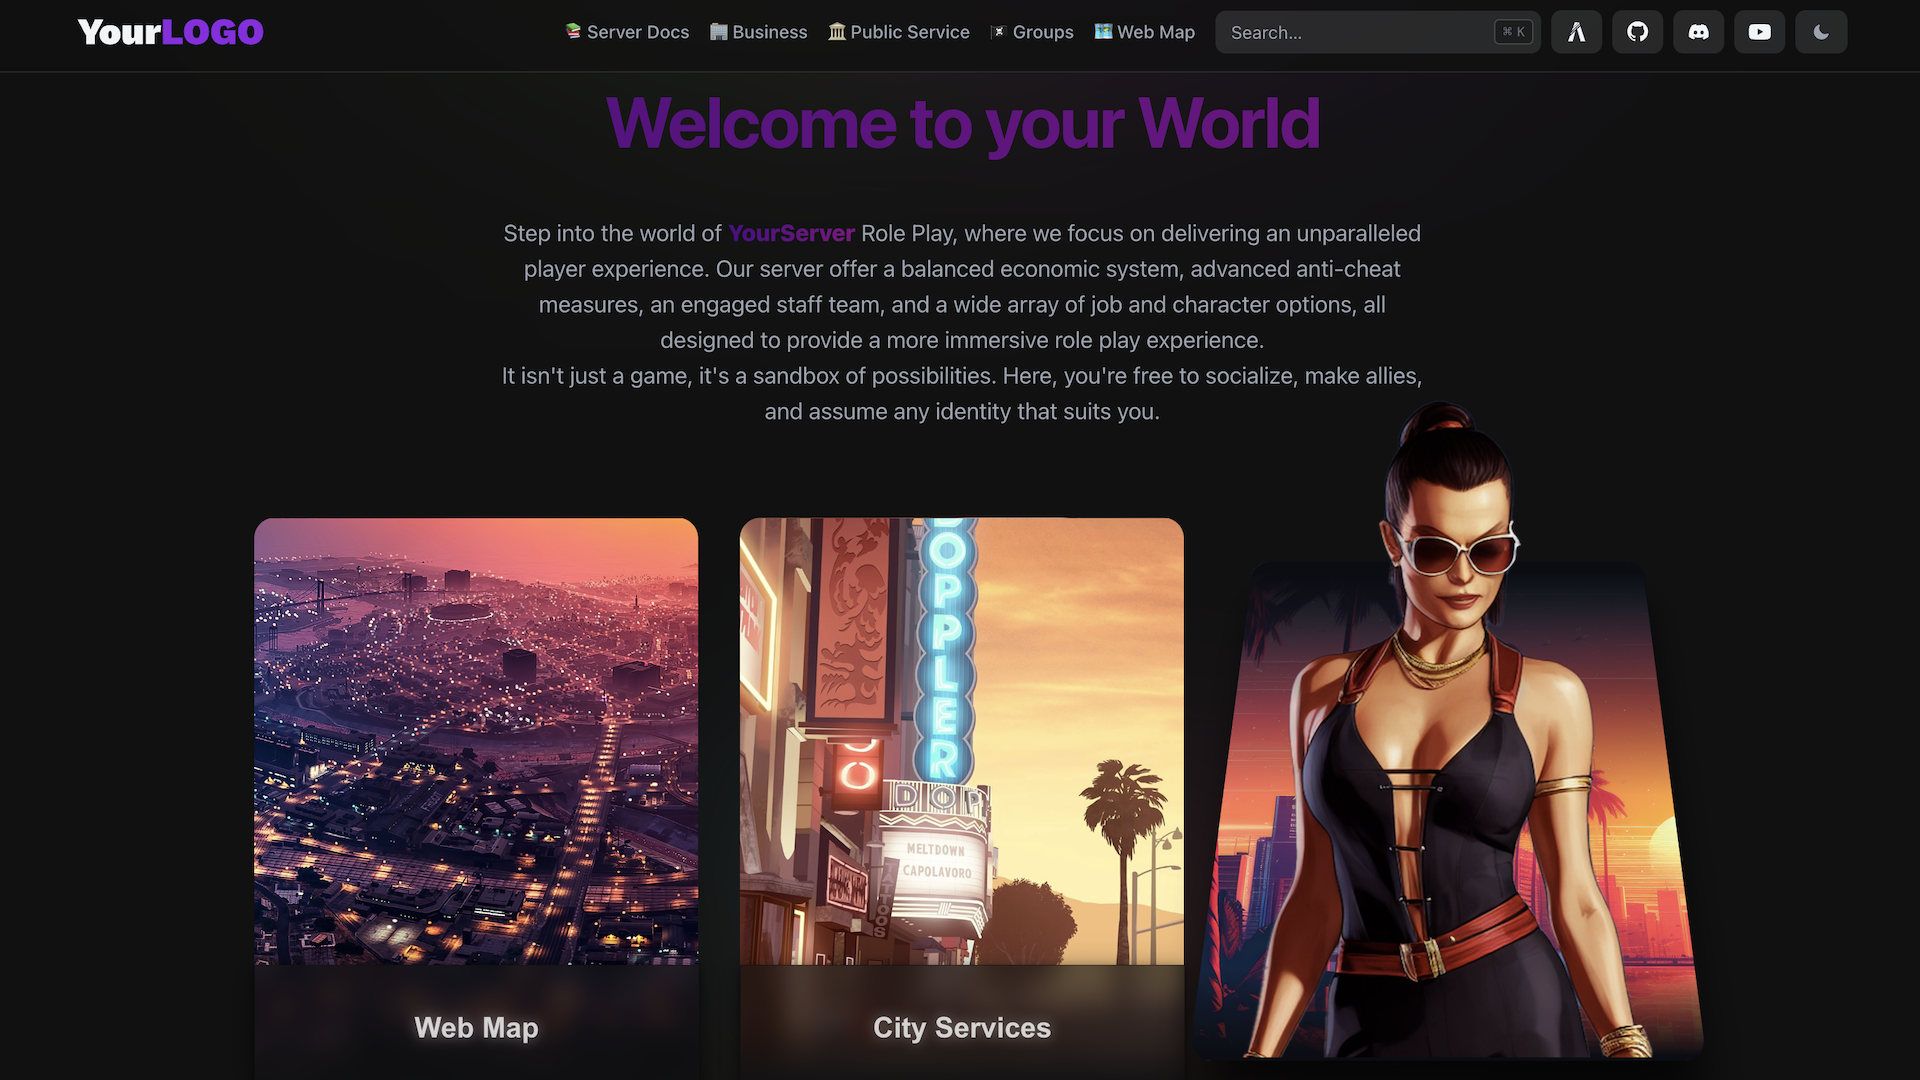 YourLOGO
Server Docs
Business
Public Service
Groups
Web Map
Search...
⌘ K
Welcome to your World
Step into the world of YourServer Role Play, where we focus on delivering an unparalleled
player experience. Our server offer a balanced economic system, advanced anti-cheat
measures, an engaged staff team, and a wide array of job and character options, all
designed to provide a more immersive role play experience.
It isn't just a game, it's a sandbox of possibilities. Here, you're free to socialize, make allies,
and assume any identity that suits you.
DOPPLER
DOP
MELTDOWN
CAPOLAVORO
Web Map
City Services